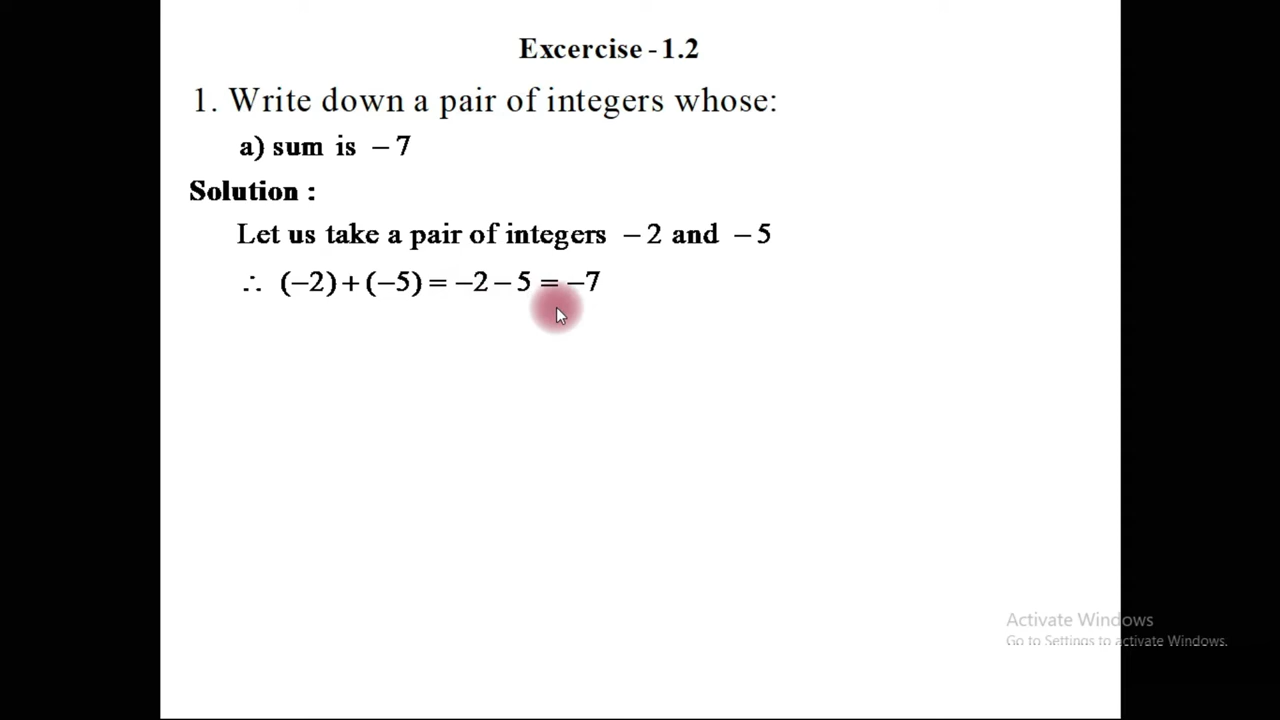 Excercise - 1.2
1. Write down a pair of integers whose:
a) sum is − 7
Solution :
Let us take a pair of integers − 2 and − 5
∴ (−2) + (−5) = −2 − 5 = −7
Activate Windows
Go to Settings to activate Windows.